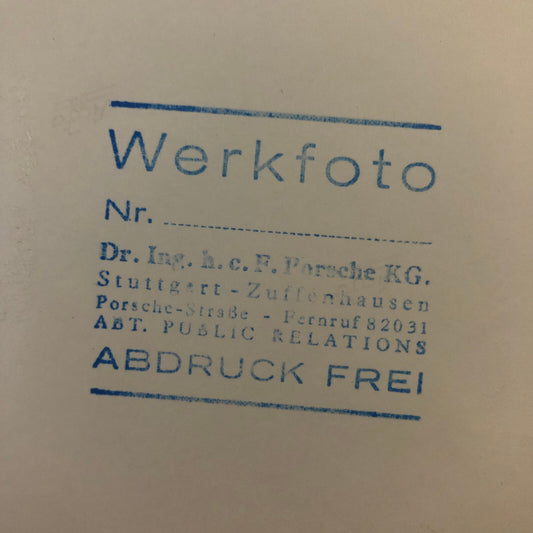 Werkfoto
Nr.
Dr. Ing. h. c. F. Porsche KG.
Stuttgart - Zuffenhausen
Porsche-Straße - Fernruf 82031
ABT. PUBLIC RELATIONS
ABDRUCK FREI